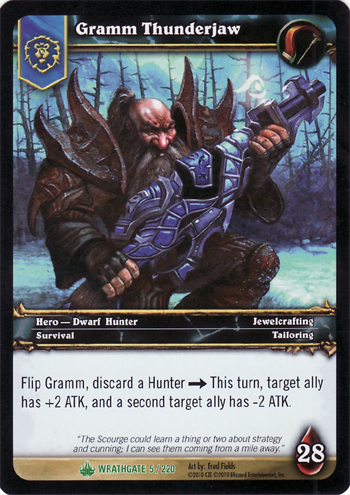 Gramm Thunderjaw
Hero — Dwarf Hunter Jewelcrafting
Survival Tailoring
Flip Gramm, discard a Hunter ➔ This turn, target ally
has +2 ATK, and a second target ally has -2 ATK.
"The Scourge could learn a thing or two about strategy
and cunning; I can see them coming from a mile away."
28
WRATHGATE 5/220
Art by: Fred Fields
©2010 CZE ©2010 Blizzard Entertainment, Inc.